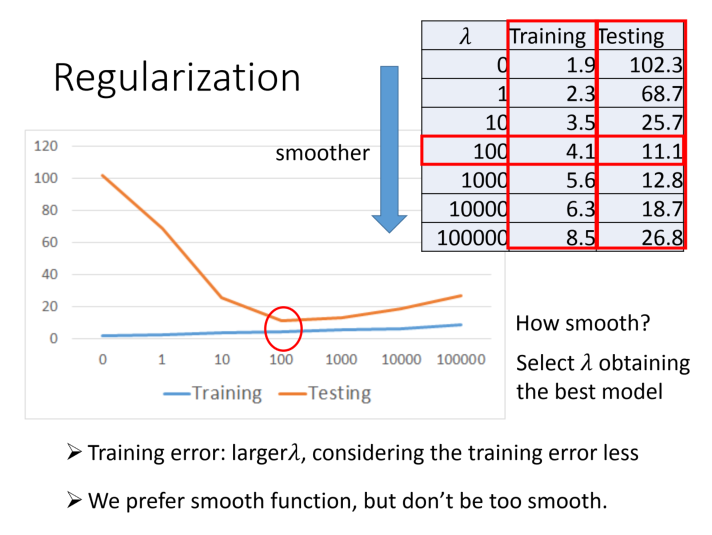 Regularization
λ Training Testing
0 1.9 102.3
1 2.3 68.7
10 3.5 25.7
100 4.1 11.1
1000 5.6 12.8
10000 6.3 18.7
100000 8.5 26.8
smoother
120
100
80
60
40
20
0
0 1 10 100 1000 10000 100000
Training Testing
How smooth?
Select λ obtaining
the best model
➢ Training error: largerλ, considering the training error less
➢ We prefer smooth function, but don’t be too smooth.